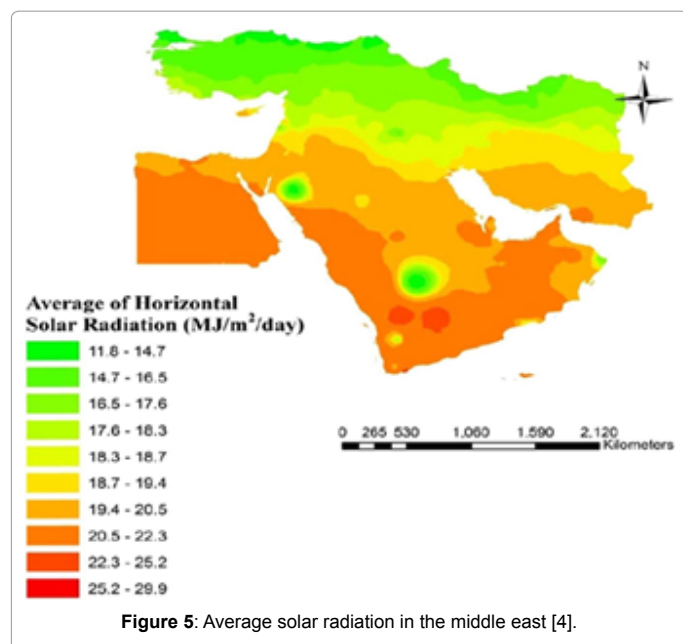 N
Average of Horizontal
Solar Radiation (MJ/m²/day)
11.8 - 14.7
14.7 - 16.5
16.5 - 17.6
17.6 - 18.3
18.3 - 18.7
18.7 - 19.4
19.4 - 20.5
20.5 - 22.3
22.3 - 25.2
25.2 - 29.9
0 265 530 1,060 1,590 2,120
Kilometers
Figure 5: Average solar radiation in the middle east [4].